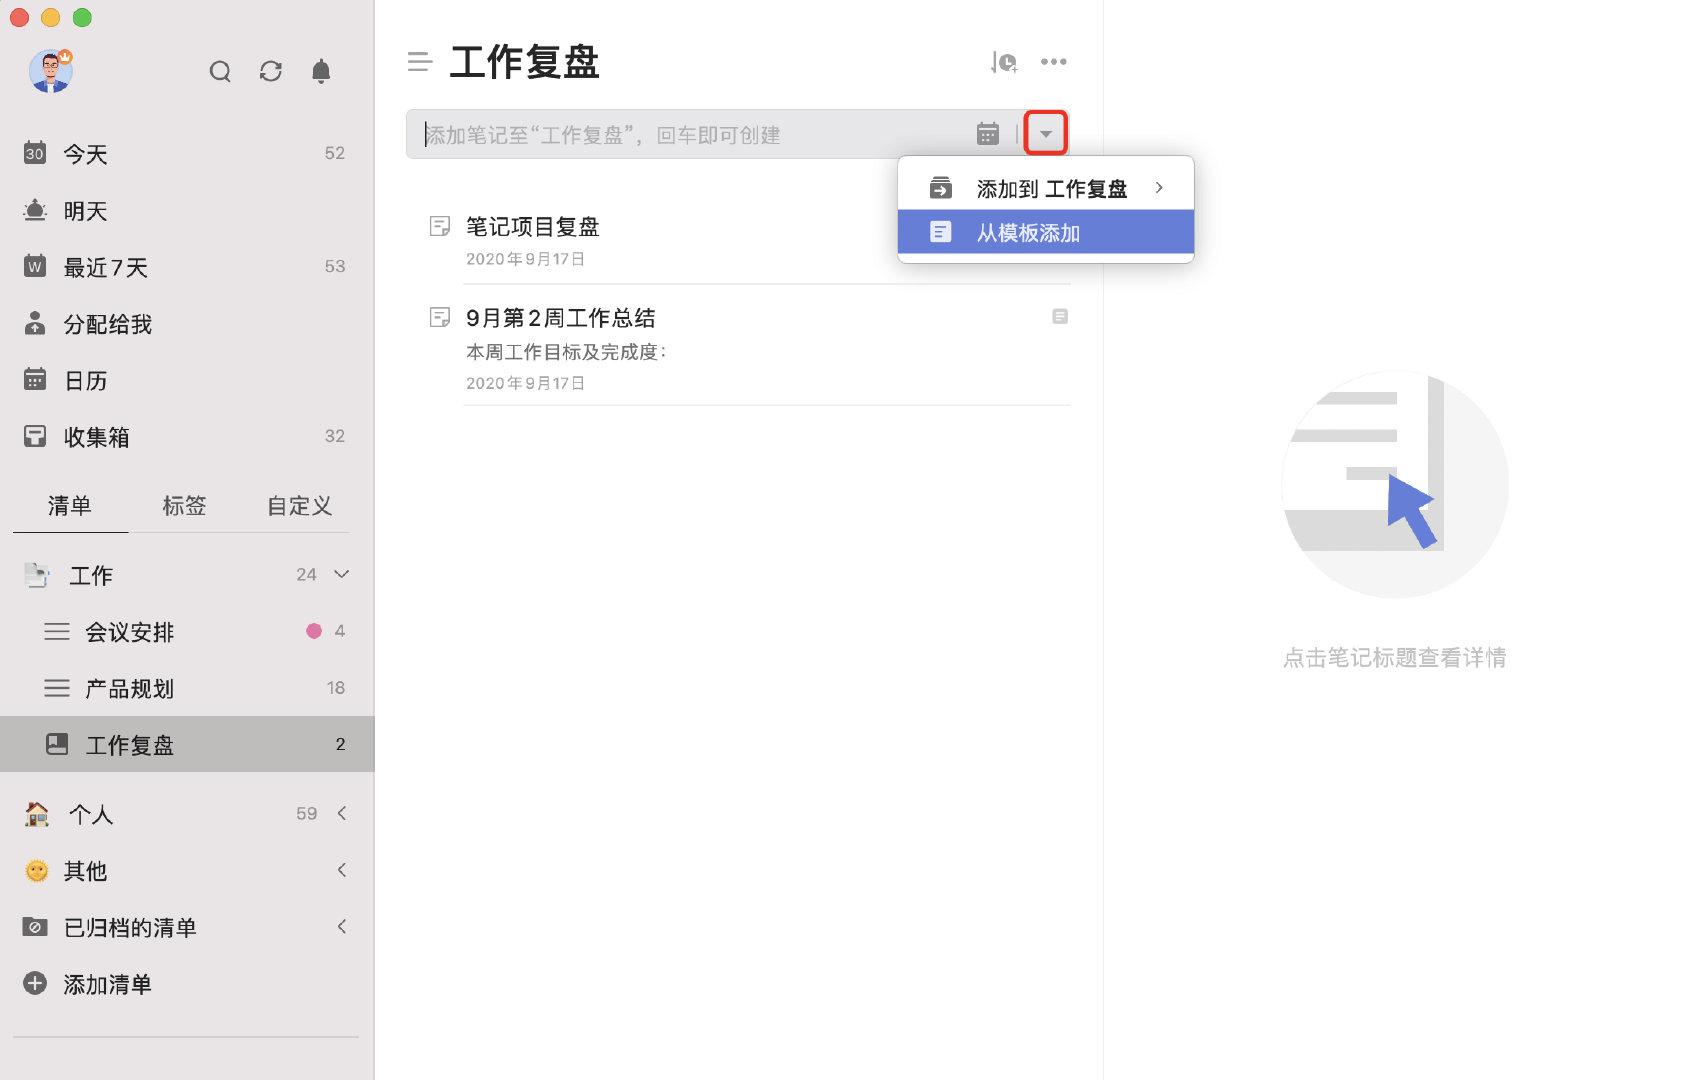 30 今天 52
明天
W 最近7天 53
分配给我
日历
收集箱 32
清单 标签 自定义
工作 24
会议安排 4
产品规划 18
工作复盘 2
个人 59
其他
已归档的清单
添加清单
工作复盘
添加笔记至“工作复盘”，回车即可创建
添加到 工作复盘
从模板添加
笔记项目复盘
2020年9月17日
9月第2周工作总结
本周工作目标及完成度：
2020年9月17日
点击笔记标题查看详情